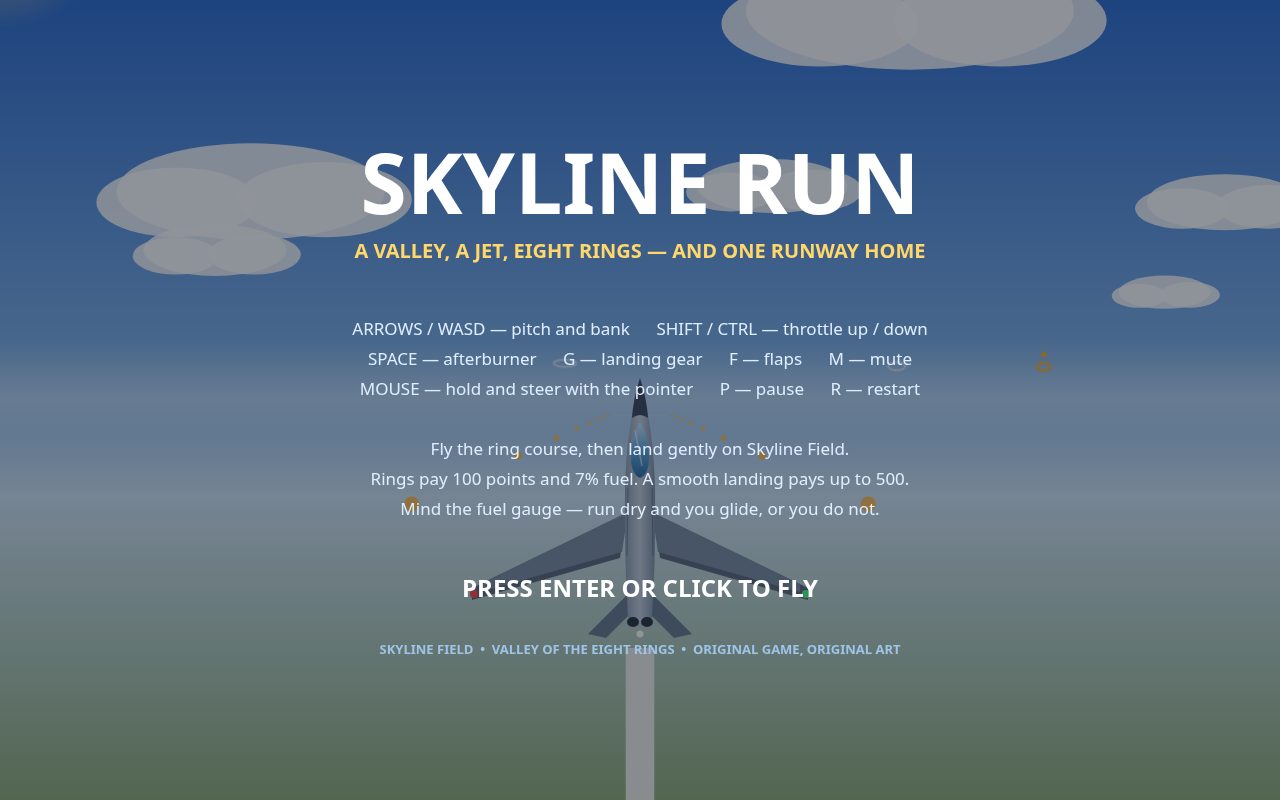 SKYLINE RUN
A VALLEY, A JET, EIGHT RINGS — AND ONE RUNWAY HOME
ARROWS / WASD — pitch and bank SHIFT / CTRL — throttle up / down
SPACE — afterburner G — landing gear F — flaps M — mute
MOUSE — hold and steer with the pointer P — pause R — restart
Fly the ring course, then land gently on Skyline Field.
Rings pay 100 points and 7% fuel. A smooth landing pays up to 500.
Mind the fuel gauge — run dry and you glide, or you do not.
PRESS ENTER OR CLICK TO FLY
SKYLINE FIELD • VALLEY OF THE EIGHT RINGS • ORIGINAL GAME, ORIGINAL ART